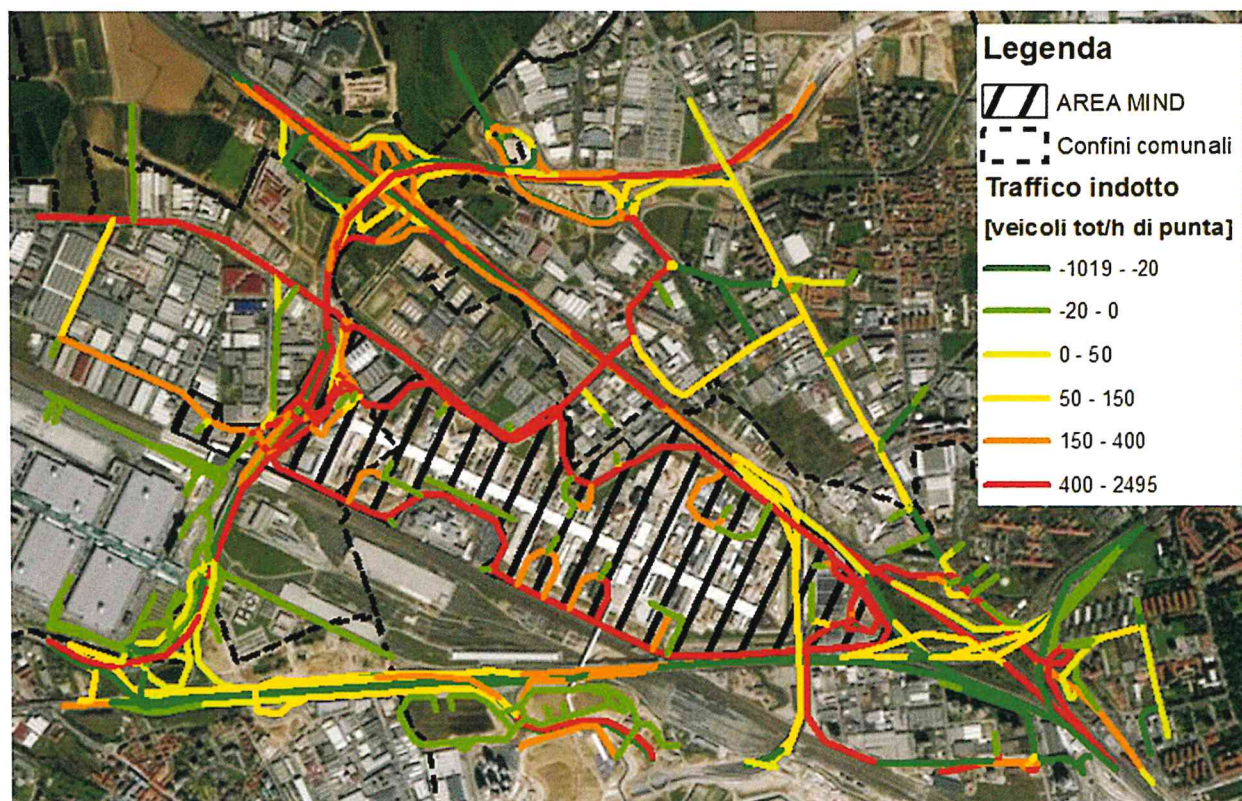 Legenda
AREA MIND
Confini comunali
Traffico indotto
[veicoli tot/h di punta]
-1019 - -20
-20 - 0
0 - 50
50 - 150
150 - 400
400 - 2495